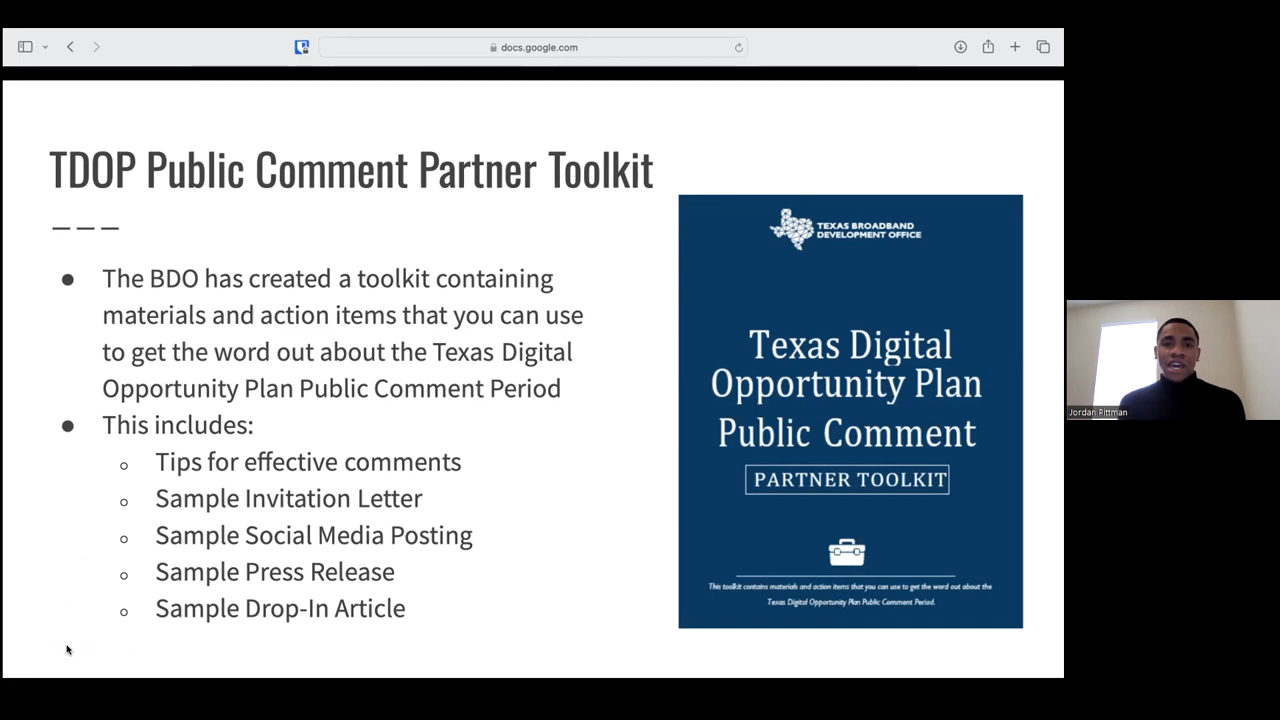 docs.google.com
TDOP Public Comment Partner Toolkit
● The BDO has created a toolkit containing
materials and action items that you can use
to get the word out about the Texas Digital
Opportunity Plan Public Comment Period
● This includes:
○ Tips for effective comments
○ Sample Invitation Letter
○ Sample Social Media Posting
○ Sample Press Release
○ Sample Drop-In Article
TEXAS BROADBAND
DEVELOPMENT OFFICE
Texas Digital
Opportunity Plan
Public Comment
PARTNER TOOLKIT
This toolkit contains materials and action items that you can use to get the word out about the
Texas Digital Opportunity Plan Public Comment Period.
Jordan Pittman